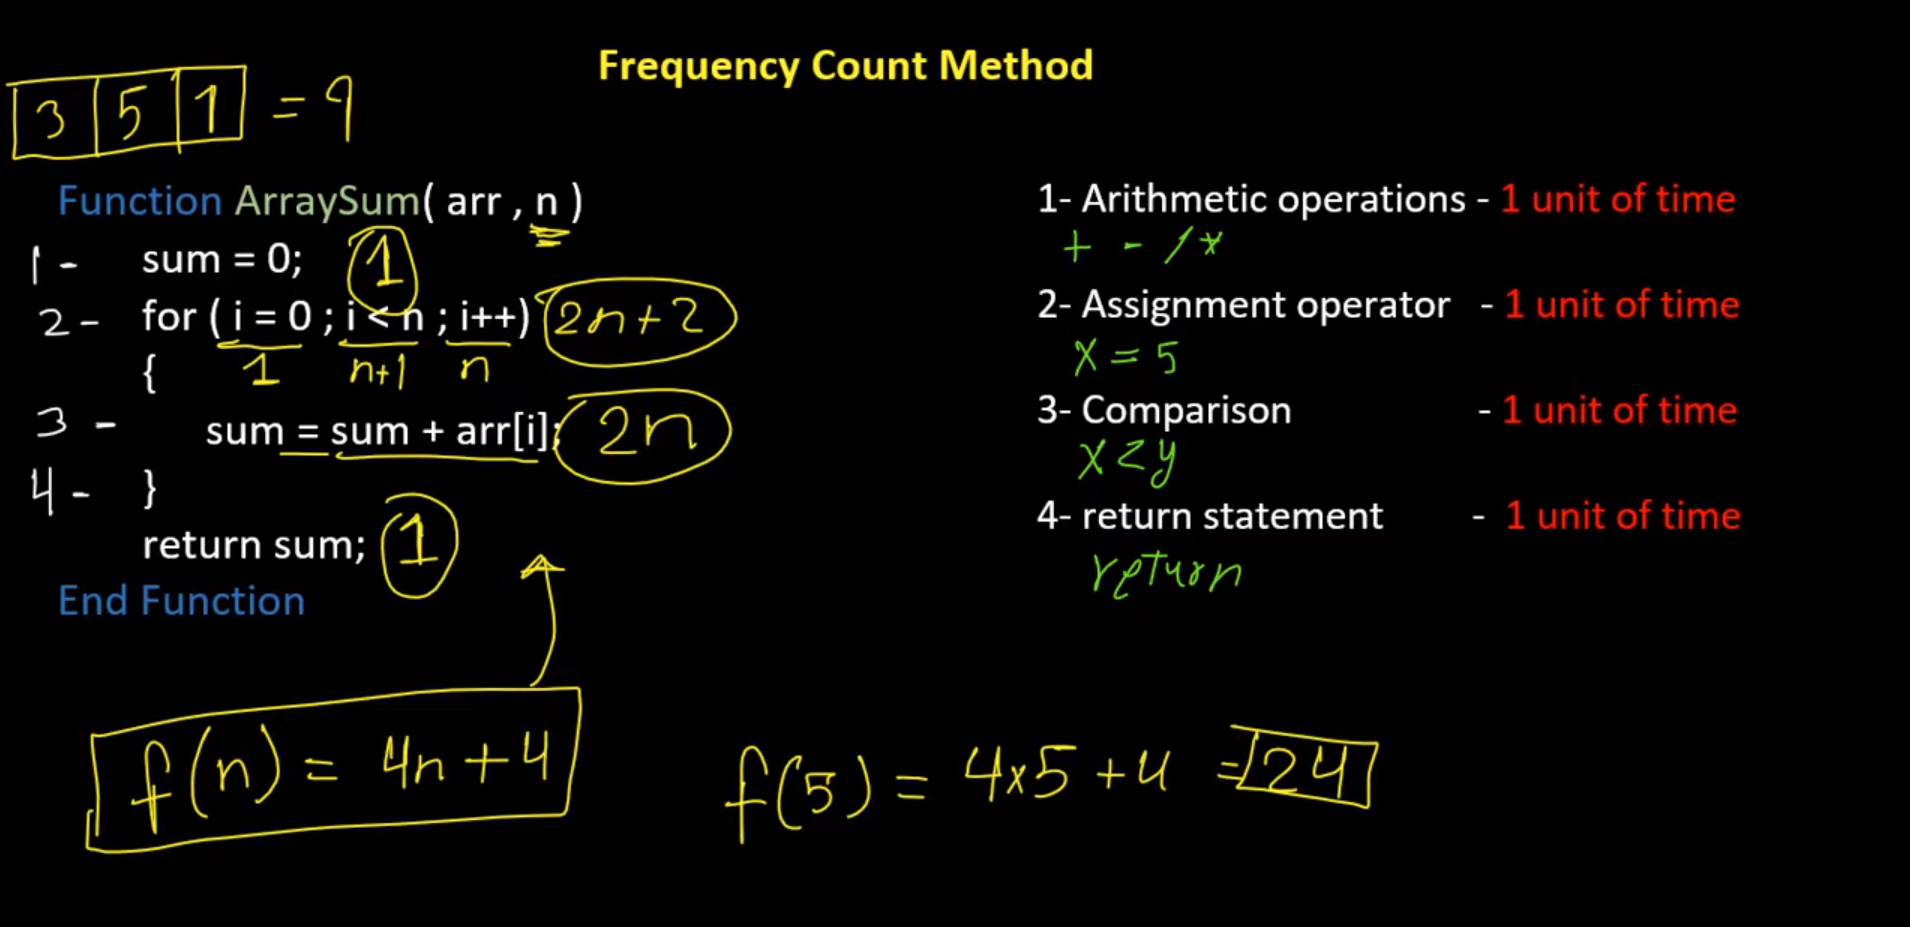 Frequency Count Method
3 5 1 = 9
Function ArraySum( arr , n )
1 - sum = 0; 1
2 - for ( i = 0 ; i < n ; i++) 2n+2
{ 1 n+1 n
3 - sum = sum + arr[i]; 2n
4 - }
return sum; 1
End Function
f(n) = 4n+4
1- Arithmetic operations - 1 unit of time
+ - / *
2- Assignment operator - 1 unit of time
x = 5
3- Comparison - 1 unit of time
x < y
4- return statement - 1 unit of time
return
f(5) = 4x5+4 = 24